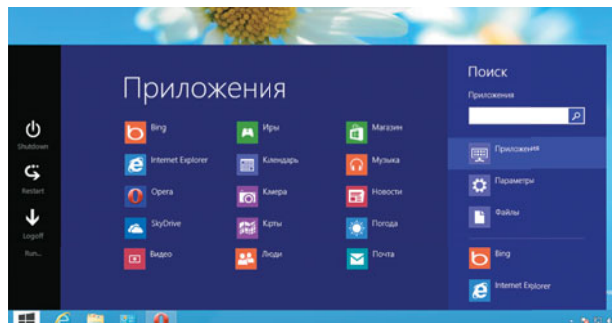 Shutdown
Restart
Logoff
Run...
Приложения
Bing
Internet Explorer
Opera
SkyDrive
Видео
Игры
Календарь
Камера
Карты
Люди
Магазин
Музыка
Новости
Погода
Почта
Поиск
Приложения
Приложения
Параметры
Файлы
Bing
Internet Explorer